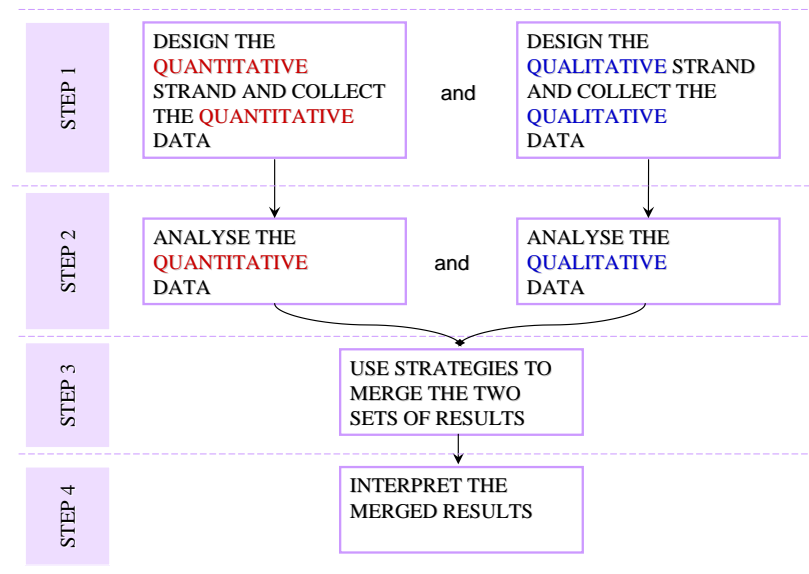 STEP 1
DESIGN THE
QUANTITATIVE
STRAND AND COLLECT
THE QUANTITATIVE
DATA
and
DESIGN THE
QUALITATIVE STRAND
AND COLLECT THE
QUALITATIVE
DATA
STEP 2
ANALYSE THE
QUANTITATIVE
DATA
and
ANALYSE THE
QUALITATIVE
DATA
STEP 3
USE STRATEGIES TO
MERGE THE TWO
SETS OF RESULTS
STEP 4
INTERPRET THE
MERGED RESULTS